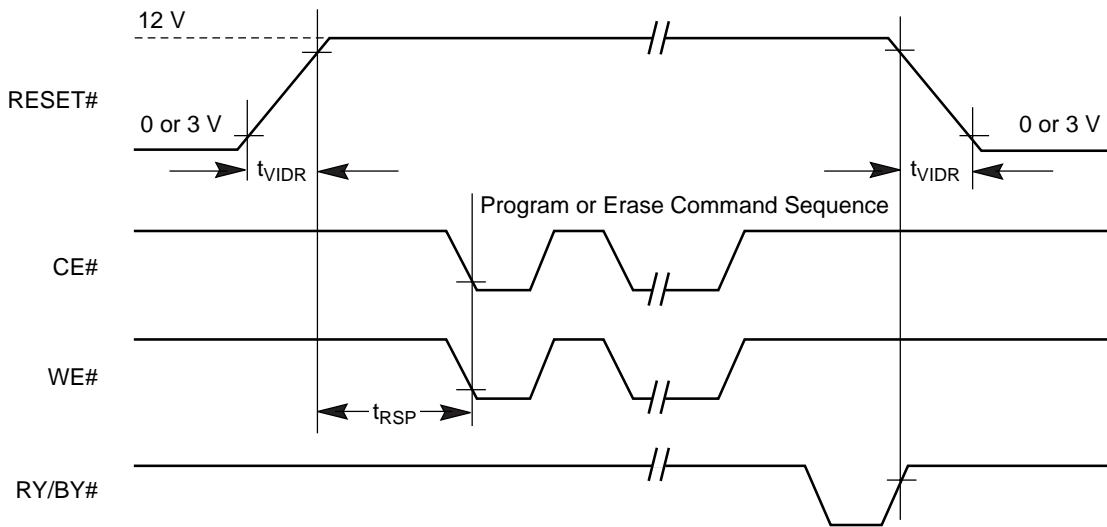 12 V
RESET#
0 or 3 V
0 or 3 V
tVIDR
tVIDR
Program or Erase Command Sequence
CE#
WE#
tRSP
RY/BY#